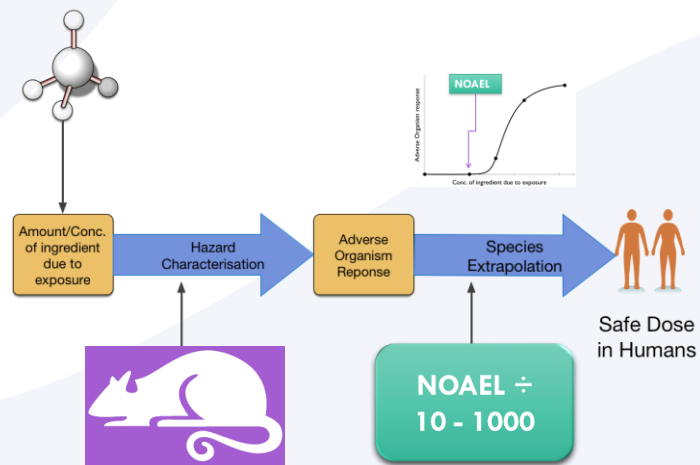 NOAEL
Adverse Organism response
Conc. of ingredient due to exposure
Amount/Conc.
of ingredient
due to
exposure
Hazard
Characterisation
Adverse
Organism
Reponse
Species
Extrapolation
Safe Dose
in Humans
NOAEL ÷
10 - 1000